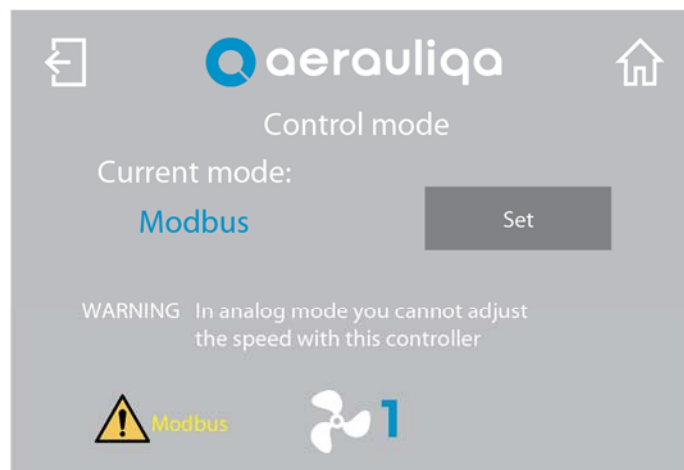 aerauliqa
Control mode
Current mode:
Modbus
Set
WARNING In analog mode you cannot adjust
the speed with this controller
Modbus
1